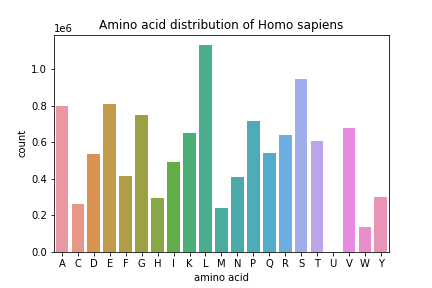 Amino acid distribution of Homo sapiens
1e6
1.0
0.8
0.6
0.4
0.2
0.0
count
A C D E F G H I K L M N P Q R S T U V W Y
amino acid